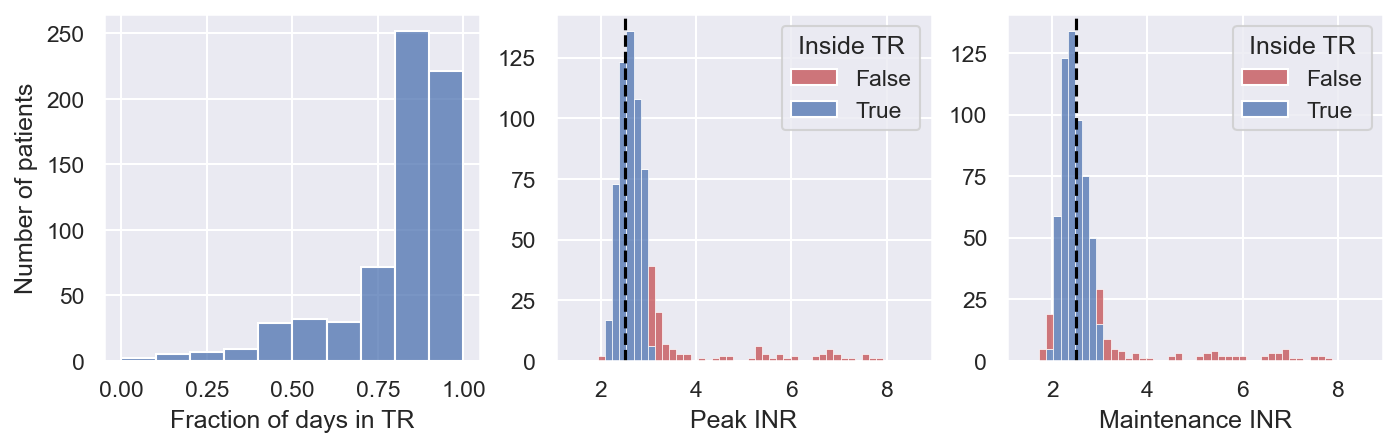 Number of patients
250
200
150
100
50
0
0.00 0.25 0.50 0.75 1.00
Fraction of days in TR
125
100
75
50
25
0
2 4 6 8
Peak INR
Inside TR
False
True
125
100
75
50
25
0
2 4 6 8
Maintenance INR
Inside TR
False
True